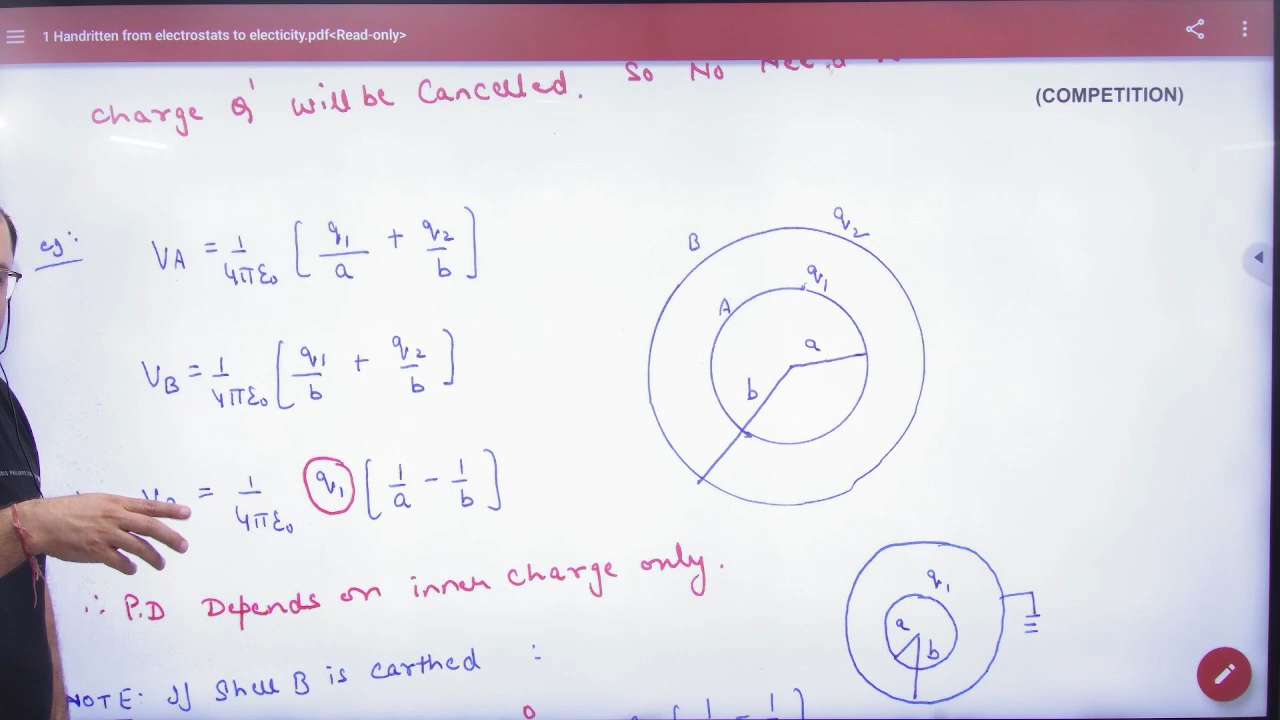 1 Handritten from electrostats to electicity.pdf<Read-only>
So No
charge q' will be Cancelled.
(COMPETITION)
eg:
VA = 1/4πε₀ [ q₁/a + q₂/b ]
VB = 1/4πε₀ [ q₁/b + q₂/b ]
= 1/4πε₀ q₁ [ 1/a - 1/b ]
∴ P.D Depends on inner charge only.
NOTE: If Shell B is earthed :
B
q₂
A
q₁
a
b
q₁
a
b